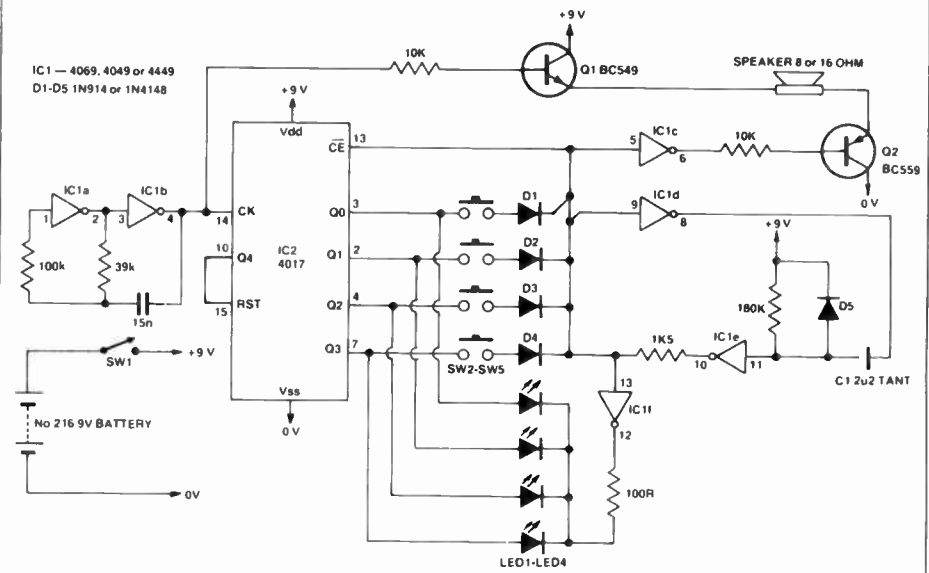 +9 V
10K
Q1 BC549
SPEAKER 8 or 16 OHM
IC1 — 4069, 4049 or 4449
D1-D5 1N914 or 1N4148
+9 V
Vdd
13
CE
5
IC1c
6
10K
Q2
BC559
0V
IC1a
IC1b
1
2
3
4
14
CK
Q0
3
D1
9
IC1d
8
+9 V
100k
39k
10
Q4
IC2
4017
Q1
2
D2
15n
15
RST
Q2
4
D3
180K
D5
SW1
+9 V
Q3
7
D4
SW2-SW5
1K5
10
IC1e
11
C1 2u2 TANT
Vss
0 V
13
IC1f
12
No 216 9V BATTERY
100R
0V
LED1-LED4